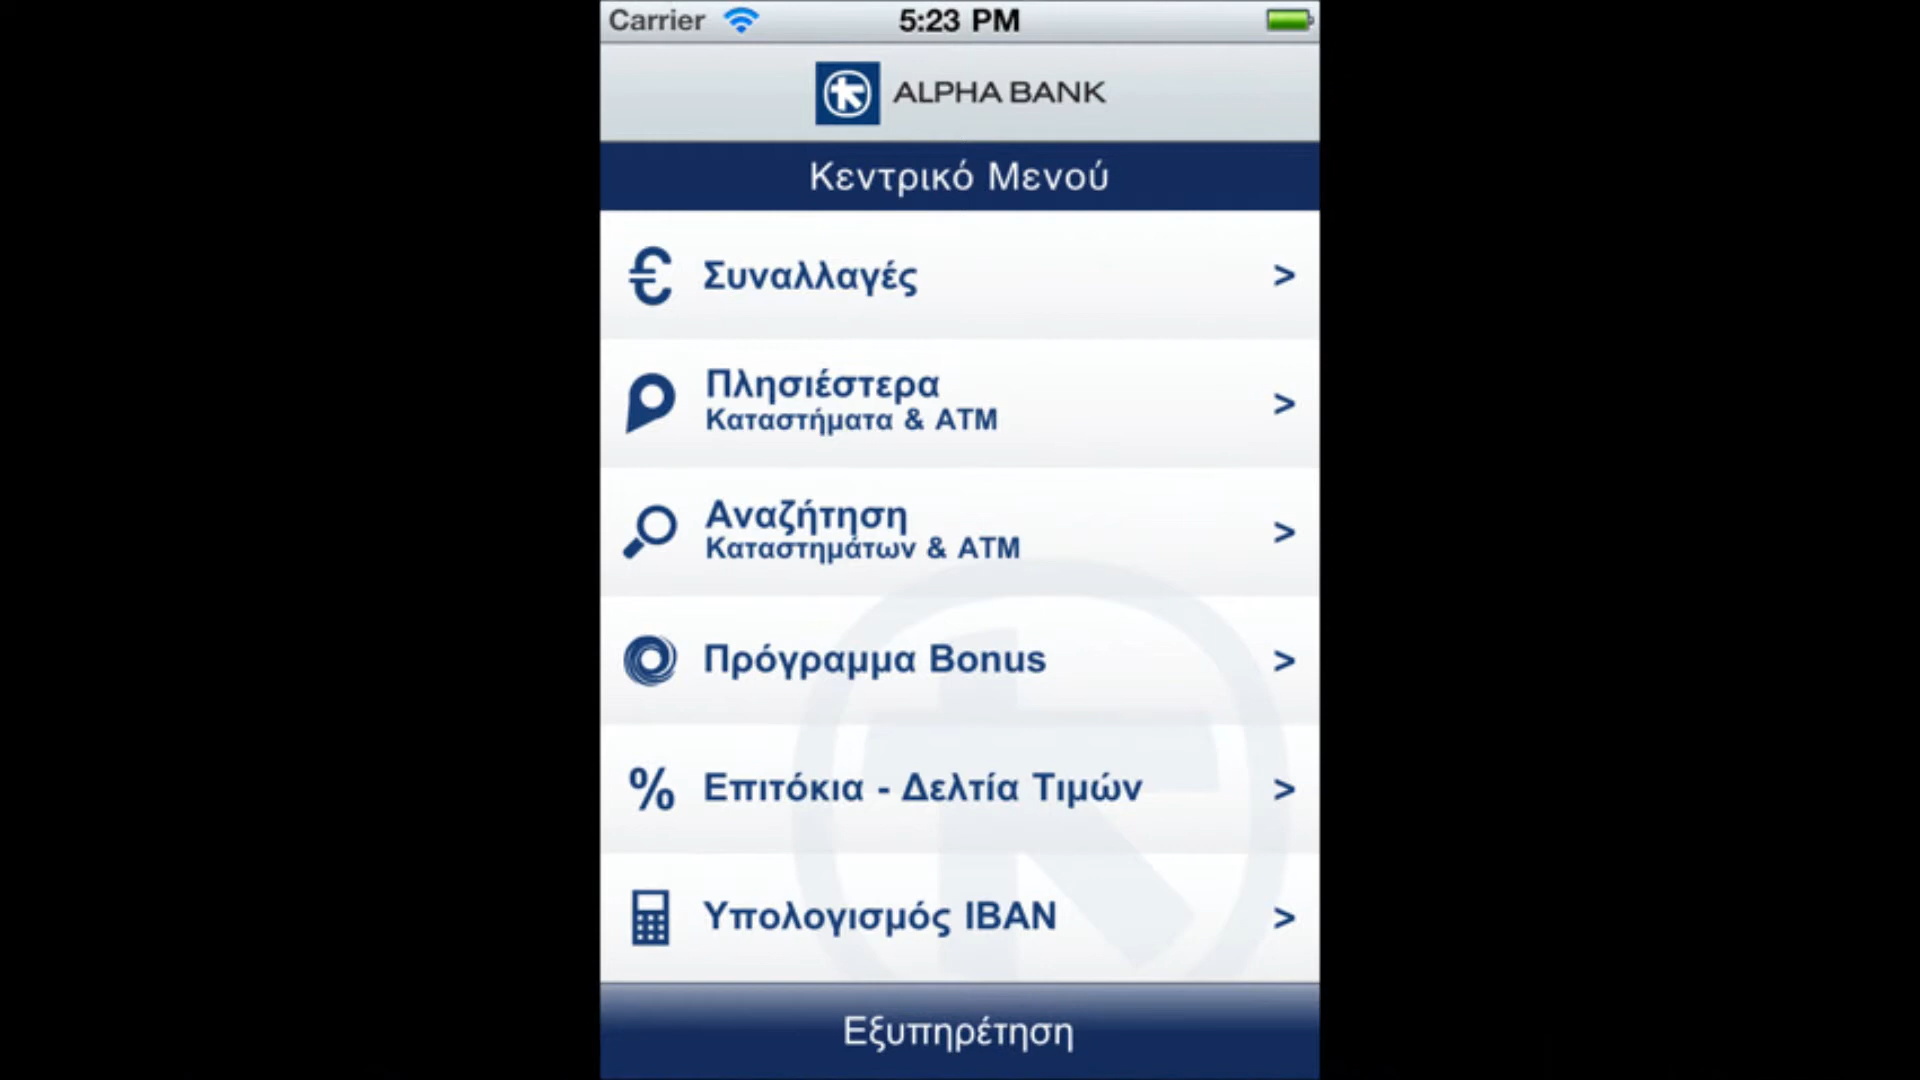 Carrier
5:23 PM
ALPHA BANK
Κεντρικό Μενού
€ Συναλλαγές >
Πλησιέστερα
Καταστήματα & ATM >
Αναζήτηση
Καταστημάτων & ATM >
Πρόγραμμα Bonus >
% Επιτόκια - Δελτία Τιμών >
Υπολογισμός IBAN >
Εξυπηρέτηση